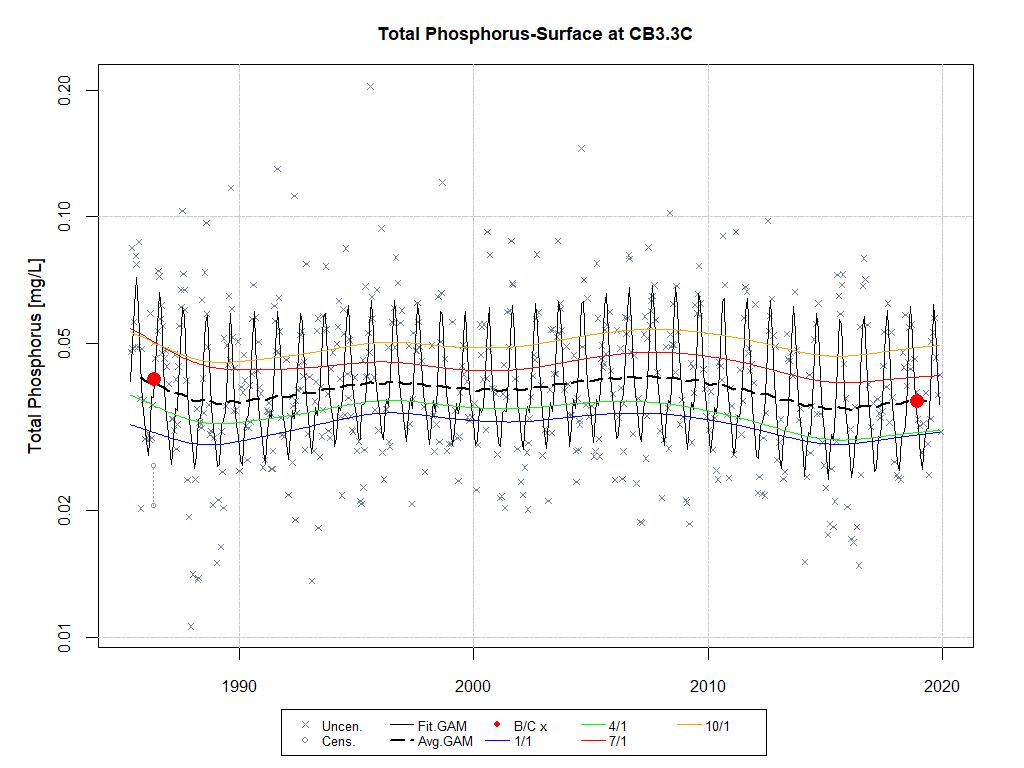 Total Phosphorus-Surface at CB3.3C
Total Phosphorus [mg/L]
0.20
0.10
0.05
0.02
0.01
1990 2000 2010 2020
Uncen. Fit.GAM B/C x 4/1 10/1
Cens. Avg.GAM 1/1 7/1